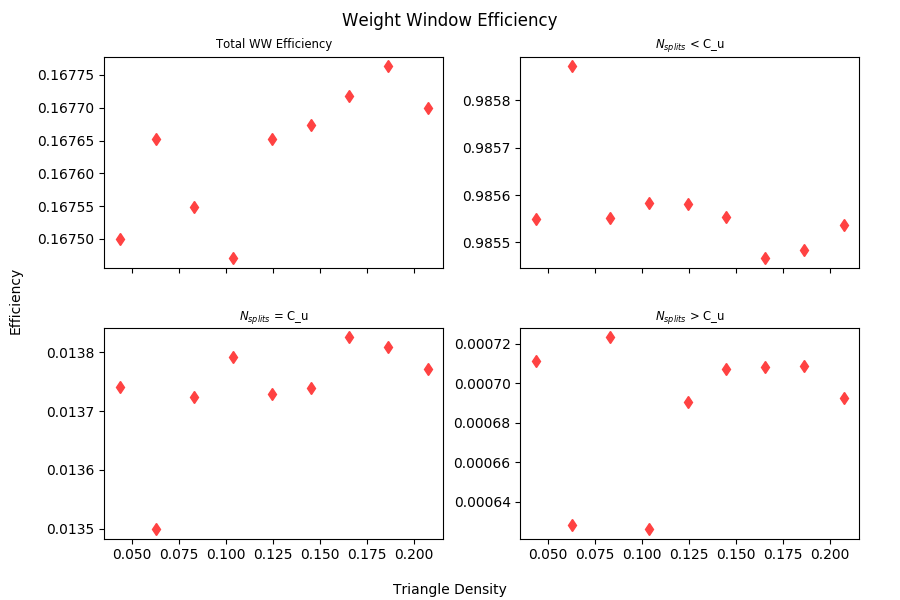 Weight Window Efficiency
Total WW Efficiency
0.16775
0.16770
0.16765
0.16760
0.16755
0.16750
N_splits < C_u
0.9858
0.9857
0.9856
0.9855
Efficiency
N_splits = C_u
0.0138
0.0137
0.0136
0.0135
0.050 0.075 0.100 0.125 0.150 0.175 0.200
N_splits > C_u
0.00072
0.00070
0.00068
0.00066
0.00064
0.050 0.075 0.100 0.125 0.150 0.175 0.200
Triangle Density